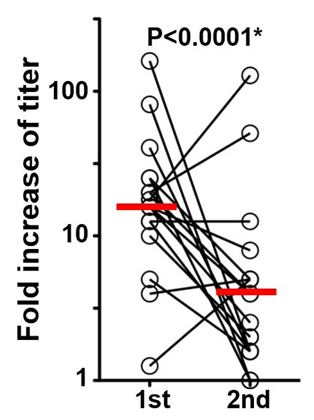 P<0.0001*
Fold increase of titer
100
10
1
1st
2nd